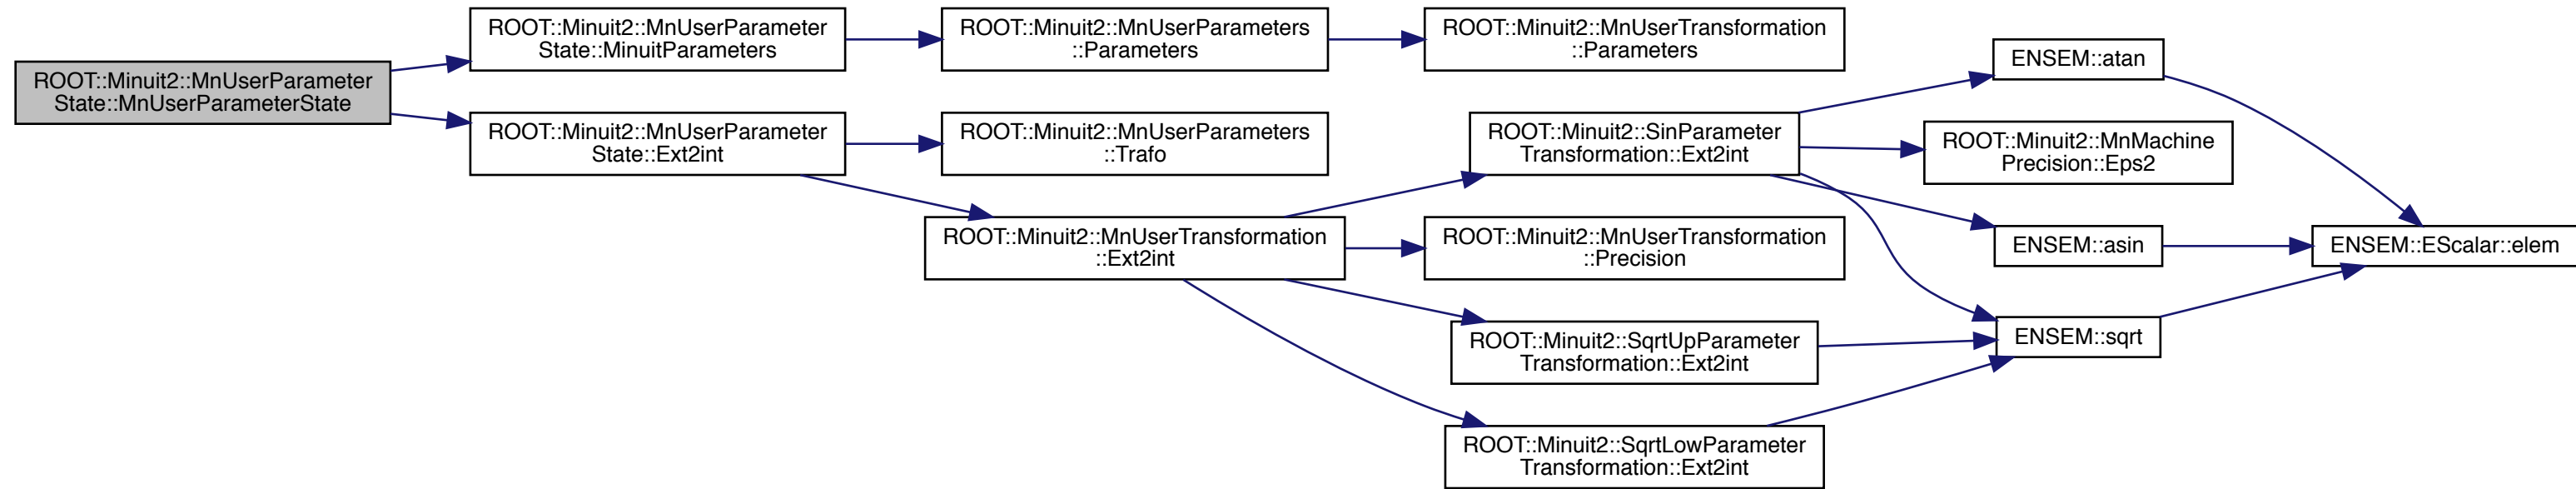 ROOT::Minuit2::MnUserParameter
State::MnUserParameterState
ROOT::Minuit2::MnUserParameter
State::MinuitParameters
ROOT::Minuit2::MnUserParameters
::Parameters
ROOT::Minuit2::MnUserTransformation
::Parameters
ROOT::Minuit2::MnUserParameter
State::Ext2int
ROOT::Minuit2::MnUserParameters
::Trafo
ROOT::Minuit2::MnUserTransformation
::Ext2int
ROOT::Minuit2::SinParameter
Transformation::Ext2int
ROOT::Minuit2::MnUserTransformation
::Precision
ROOT::Minuit2::SqrtUpParameter
Transformation::Ext2int
ROOT::Minuit2::SqrtLowParameter
Transformation::Ext2int
ENSEM::atan
ROOT::Minuit2::MnMachine
Precision::Eps2
ENSEM::asin
ENSEM::sqrt
ENSEM::EScalar::elem